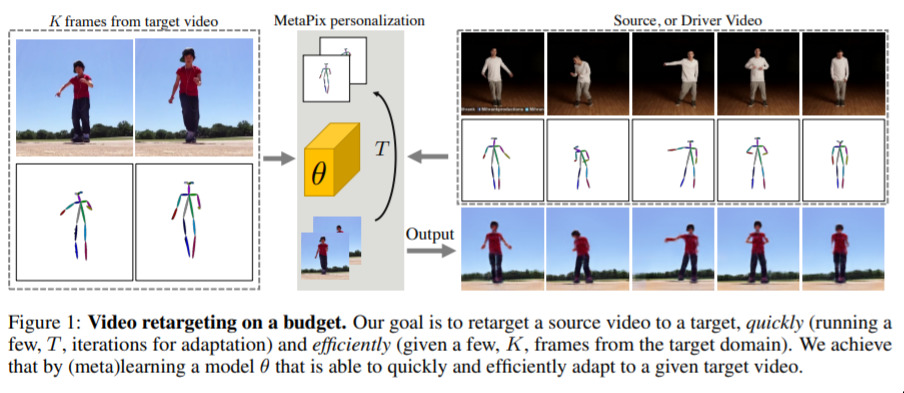 K frames from target video
MetaPix personalization
Source, or Driver Video
θ
T
Output
Figure 1: Video retargeting on a budget. Our goal is to retarget a source video to a target, quickly (running a
few, T, iterations for adaptation) and efficiently (given a few, K, frames from the target domain). We achieve
that by (meta)learning a model θ that is able to quickly and efficiently adapt to a given target video.